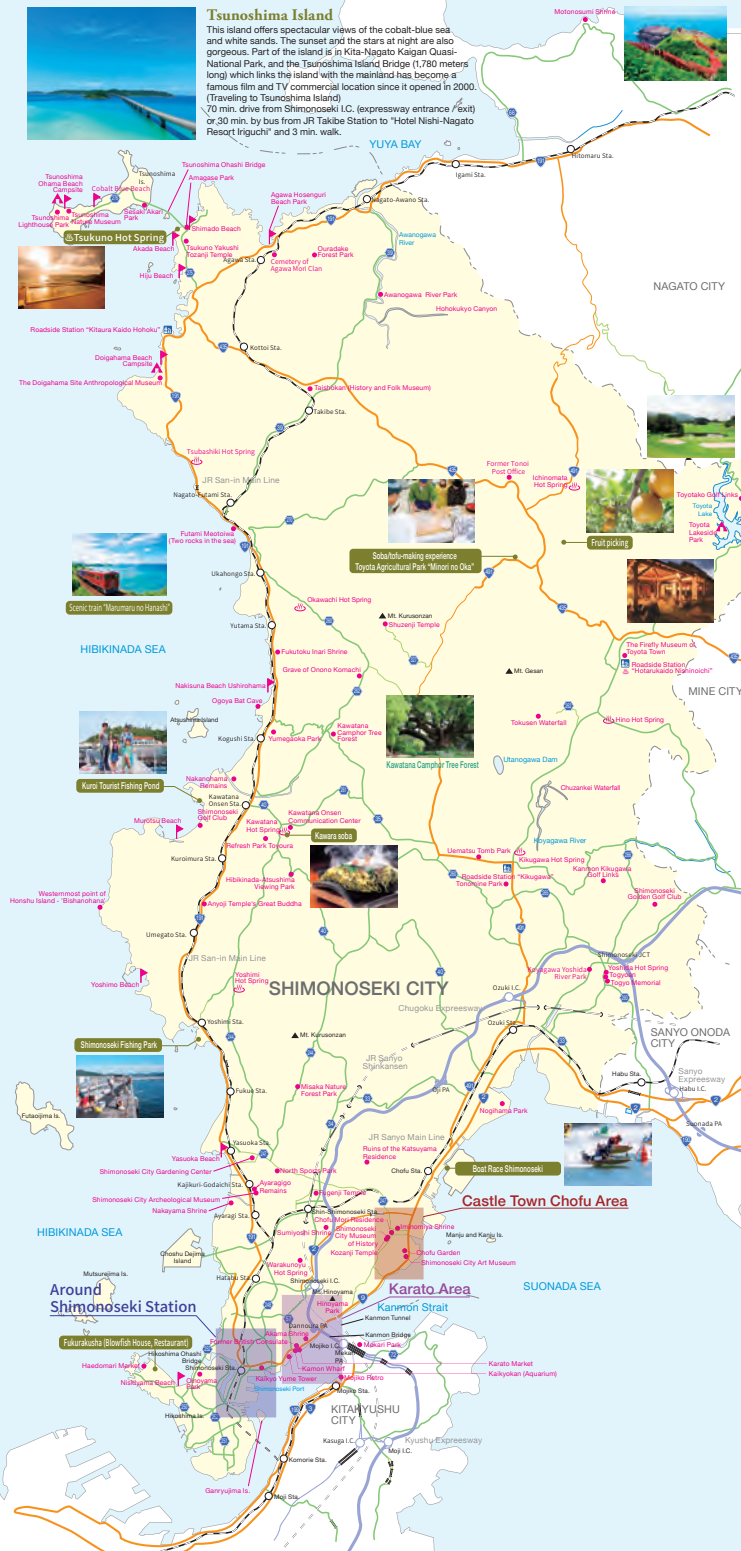 Tsunoshima Island
This island offers spectacular views of the cobalt-blue sea
and white sands. The sunset and the stars at night are also
gorgeous. Part of the island is in Kita-Nagato Kaigan Quasi-
National Park, and the Tsunoshima Island Bridge (1,780 meters
long) which links the island with the mainland has become a
famous film and TV commercial location since it opened in 2000.
(Traveling to Tsunoshima Island)
70 min. drive from Shimonoseki I.C. (expressway entrance / exit)
or 30 min. by bus from JR Takibe Station to "Hotel Nishi-Nagato
Resort Iriguchi" and 3 min. walk.
Motonosumi Shrine
YUYA BAY
Hitomaru Sta.
Igami Sta.
Nagato-Awano Sta.
Tsunoshima Ohashi Bridge
Amagase Park
Tsunoshima
Is.
Tsunoshima
Ohama Beach
Campsite
Cobalt Blue Beach
Agawa Hosenguri
Beach Park
Sasaki Akari
Park
Tsunoshima
Lighthouse Park
Tsunoshima
Nature Museum
Shimado Beach
Tsukuno Hot Spring
Akada Beach
Tsukuno Yakushi
Tozanji Temple
Hiju Beach
Agawa Sta.
Cemetery of
Agawa Mori Clan
Ouradake
Forest Park
Awanogawa
River
Awanogawa River Park
Hohokukyo Canyon
NAGATO CITY
Roadside Station “Kitaura Kaido Hohoku”
Kottoi Sta.
Doigahama Beach
Campsite
The Doigahama Site Anthropological Museum
Taishokan (History and Folk Museum)
Takibe Sta.
Tsubashiki Hot Spring
JR San-in Main Line
Nagato-Futami Sta.
Former Tonoi
Post Office
Ichinomata
Hot Spring
Toyotako Golf Links
Toyota
Lake
Toyota
Lakeside
Park
Futami Meotoiwa
(Two rocks in the sea)
Soba/tofu-making experience
Toyota Agricultural Park “Minori no Oka”
Fruit picking
Ukahongo Sta.
Scenic train “Marumaru no Hanashi”
Okawachi Hot Spring
Mt. Kurusonzan
Shuzenji Temple
Yutama Sta.
HIBIKINADA SEA
Fukutoku Inari Shrine
Grave of Onono Komachi
Mt. Gesan
The Firefly Museum of
Toyota Town
Roadside Station
“Hotarukaido Nishinoichi”
MINE CITY
Nakisuna Beach Ushirohama
Ogoya Bat Cave
Atsushima Island
Kogushi Sta.
Yumegaoka Park
Kawatana
Camphor Tree
Forest
Tokusen Waterfall
Hino Hot Spring
Kawatana Camphor Tree Forest
Utanogawa Dam
Nakanohama
Remains
Kuroi Tourist Fishing Pond
Kawatana
Onsen Sta.
Chuzankei Waterfall
Shimonoseki
Golf Club
Murotsu Beach
Kawatana
Hot Spring
Kawatana Onsen
Communication Center
Kawara soba
Refresh Park Toyoura
Koyagawa River
Kuroimura Sta.
Uematsu Tomb Park
Kikugawa Hot Spring
Roadside Station “Kikugawa”
Tonomine Park
Kanmon Kikugawa
Golf Links
Hibikinada-Atsushima
Viewing Park
Shimonoseki
Golden Golf Club
Westernmost point of
Honshu Island - ‘Bishanohana’
Anyoji Temple's Great Buddha
Umegato Sta.
JR San-in Main Line
Shimonoseki JCT
Yoshimo Beach
Yoshimi
Hot Spring
Koyagawa Yoshida
River Park
Yoshida Hot Spring
Togyoan
Togyo Memorial
SHIMONOSEKI CITY
Ozuki I.C.
Chugoku Expressway
Yoshimi Sta.
Ozuki Sta.
SANYO ONODA
CITY
Shimonoseki Fishing Park
Mt. Kurusonzan
JR Sanyo
Shinkansen
Habu Sta.
Sanyo
Expressway
Habu I.C.
Fukue Sta.
Misaka Nature
Forest Park
Oji PA
Nogihama Park
Futaoijima Is.
Suonada PA
JR Sanyo Main Line
Yasuoka Sta.
Yasuoka Beach
Ruins of the Katsuyama
Residence
Shimonoseki City Gardening Center
North Sports Park
Chofu Sta.
Boat Race Shimonoseki
Kajikuri-Godaichi Sta.
Ayaragigo
Remains
Fugenji Temple
Shimonoseki City Archeological Museum
Nakayama Shrine
Castle Town Chofu Area
Ayaragi Sta.
Shin-Shimonoseki Sta.
Chofu Mori Residence
Iminomiya Shrine
Sumiyoshi Shrine
Shimonoseki
City Museum
of History
Manju and Kanju Is.
HIBIKINADA SEA
Kozanji Temple
Chofu Garden
Shimonoseki City Art Museum
Choshu Dejima
Island
Warakunoyu
Hot Spring
Mutsurejima Is.
Hatabu Sta.
Shimonoseki I.C.
SUONADA SEA
Around
Shimonoseki Station
Mt. Hinoyama
Karato Area
Hinoyama
Park
Kanmon Strait
Dannoura PA
Kanmon Tunnel
Fukurakusha (Blowfish House, Restaurant)
Akama Shrine
Kanmon Bridge
Former British Consulate
Hikoshima Ohashi
Bridge
Mojiko I.C.
Mekari
PA
Mekari Park
Haedomari Market
Shimonoseki Sta.
Kamon Wharf
Karato Market
Kaikyokan (Aquarium)
Nishiyama Beach
Oinoyama
Park
Kaikyo Yume Tower
Mojiko Retro
Shimonoseki Port
Mojiko Sta.
Hikoshima Is.
KITAKYUSHU
CITY
Kasuga I.C.
Kyushu Expressway
Moji I.C.
Komorie Sta.
Ganryujima Is.
Moji Sta.